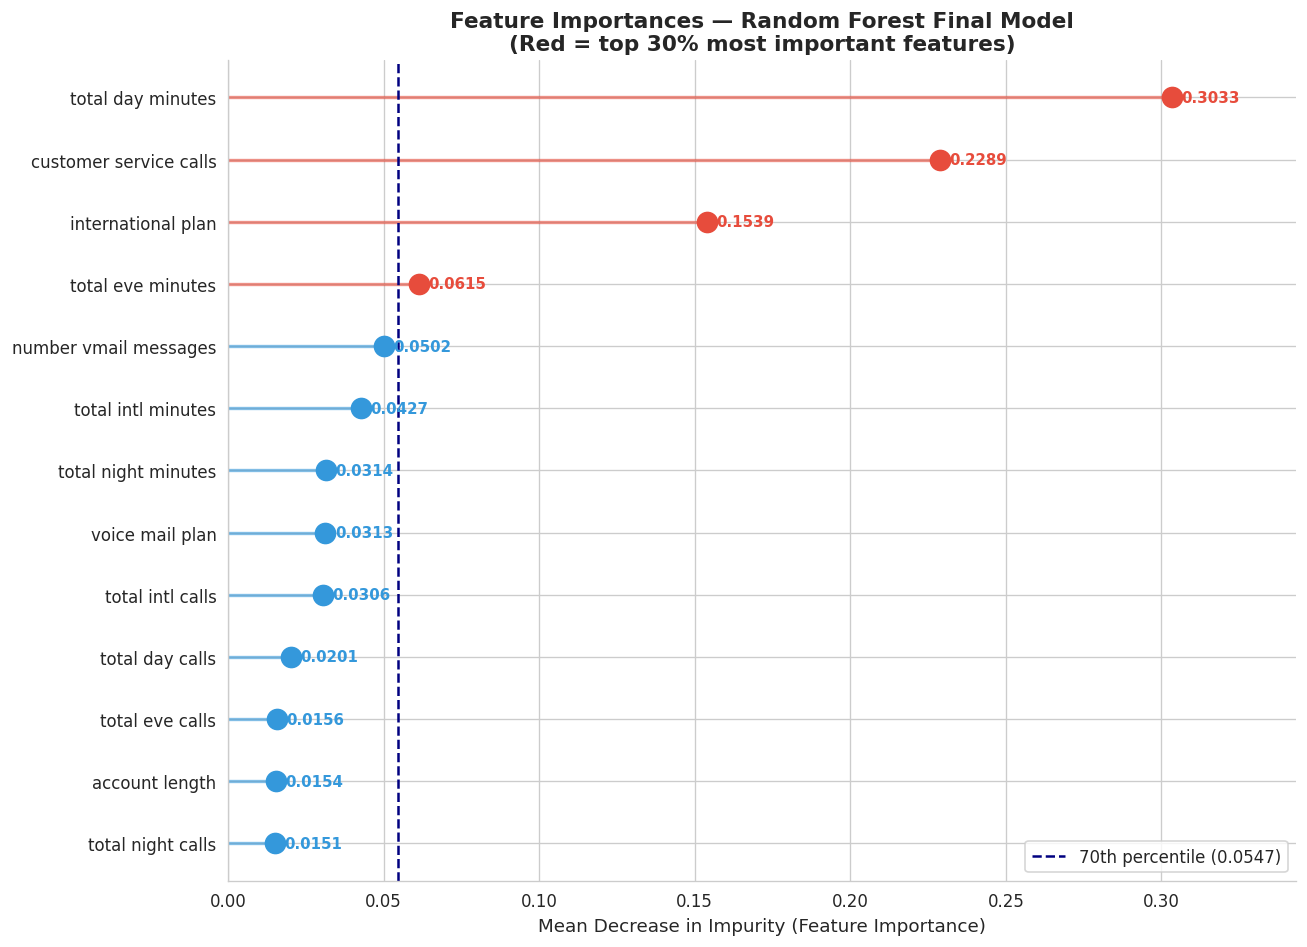 Feature Importances — Random Forest Final Model
(Red = top 30% most important features)
total day minutes 0.3033
customer service calls 0.2289
international plan 0.1539
total eve minutes 0.0615
number vmail messages 0.0502
total intl minutes 0.0427
total night minutes 0.0314
voice mail plan 0.0313
total intl calls 0.0306
total day calls 0.0201
total eve calls 0.0156
account length 0.0154
total night calls 0.0151
70th percentile (0.0547)
0.00 0.05 0.10 0.15 0.20 0.25 0.30
Mean Decrease in Impurity (Feature Importance)